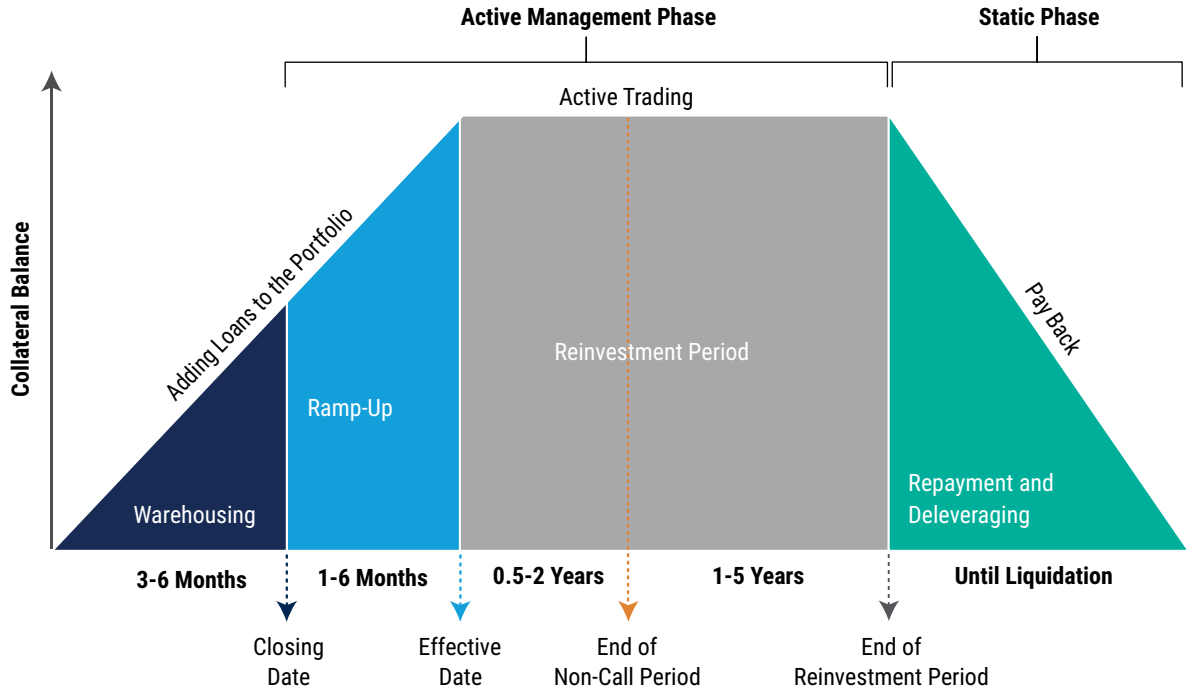 Active Management Phase
Static Phase
Active Trading
Collateral Balance
Adding Loans to the Portfolio
Pay Back
Reinvestment Period
Ramp-Up
Warehousing
Repayment and
Deleveraging
3-6 Months
1-6 Months
0.5-2 Years
1-5 Years
Until Liquidation
Closing
Date
Effective
Date
End of
Non-Call Period
End of
Reinvestment Period